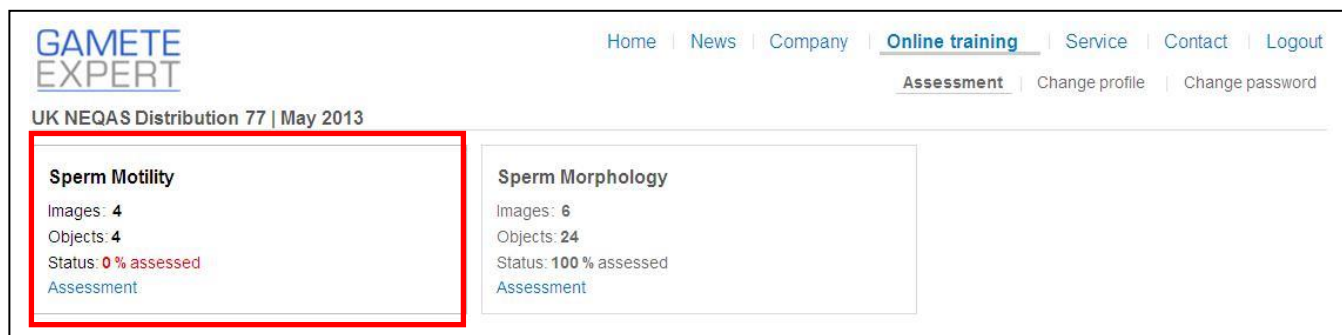 GAMETE
EXPERT
Home | News | Company | Online training | Service | Contact | Logout
Assessment | Change profile | Change password
UK NEQAS Distribution 77 | May 2013
Sperm Motility
Images: 4
Objects: 4
Status: 0 % assessed
Assessment
Sperm Morphology
Images: 6
Objects: 24
Status: 100 % assessed
Assessment